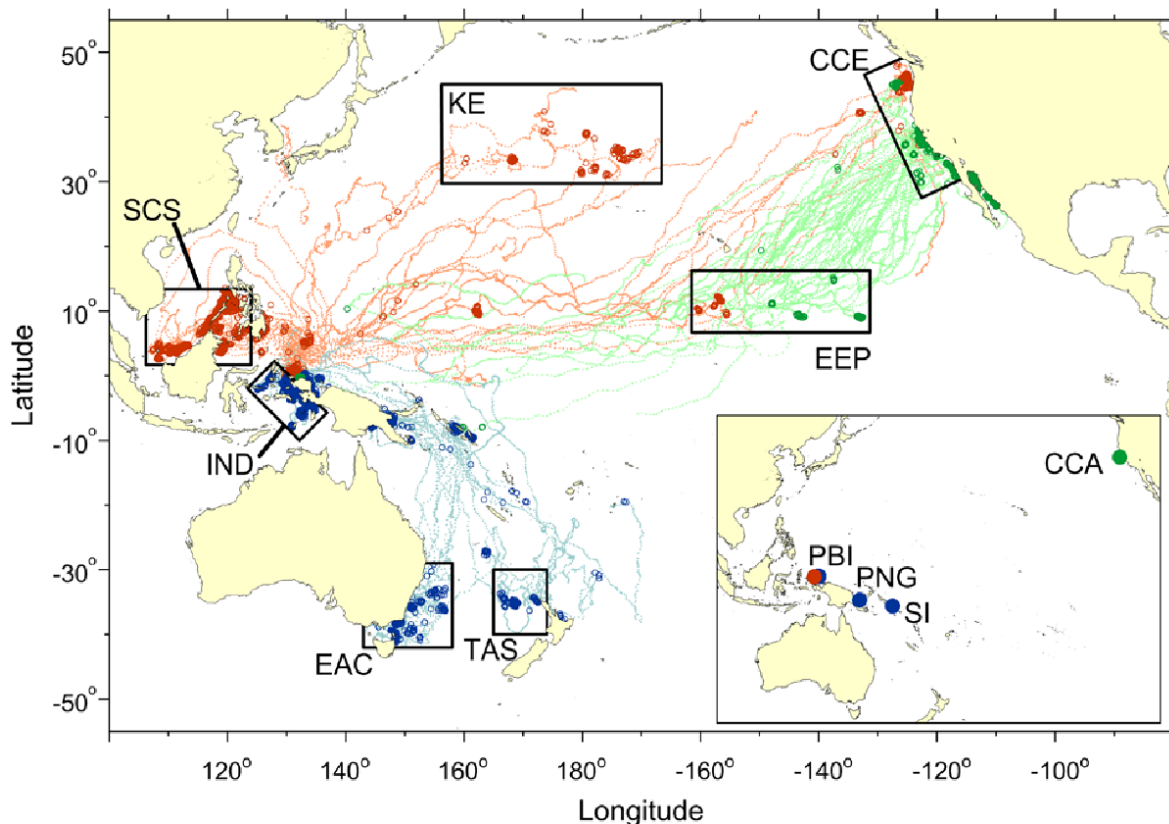 50°
30°
10°
-10°
-30°
-50°
Latitude
KE
CCE
SCS
EEP
IND
EAC
TAS
CCA
PBI
PNG
SI
120° 140° 160° 180° -160° -140° -120° -100°
Longitude